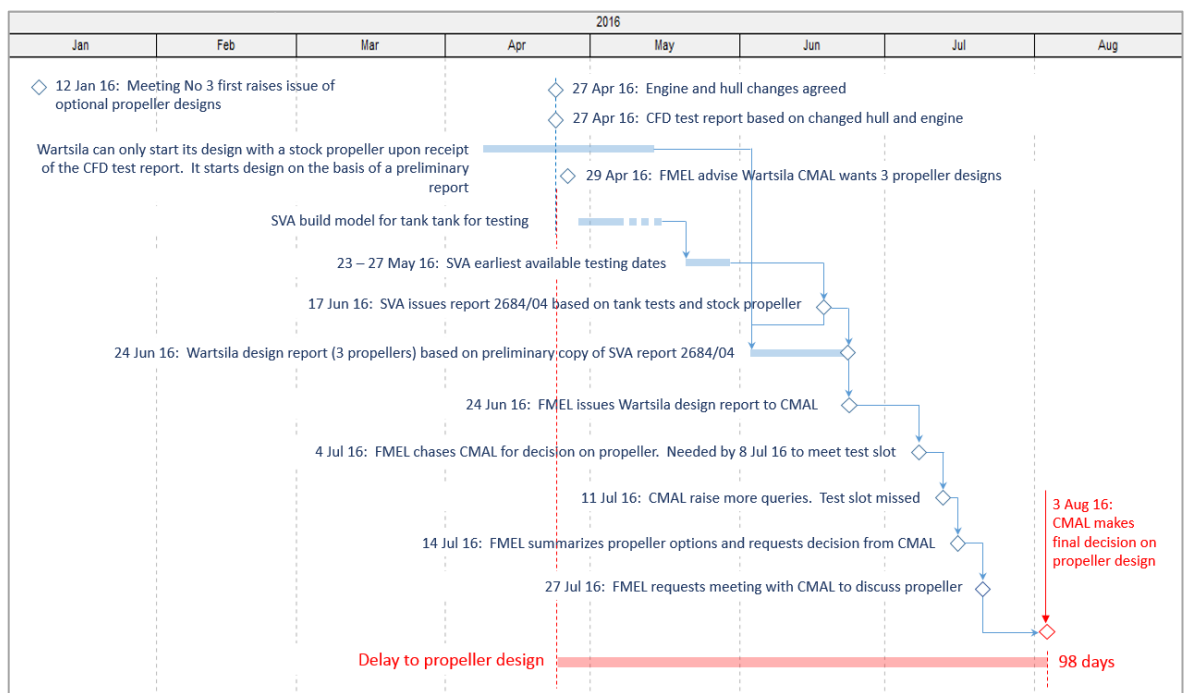 2016
Jan Feb Mar Apr May Jun Jul Aug
12 Jan 16: Meeting No 3 first raises issue of
optional propeller designs
27 Apr 16: Engine and hull changes agreed
27 Apr 16: CFD test report based on changed hull and engine
Wartsila can only start its design with a stock propeller upon receipt
of the CFD test report. It starts design on the basis of a preliminary
report
29 Apr 16: FMEL advise Wartsila CMAL wants 3 propeller designs
SVA build model for tank tank for testing
23 – 27 May 16: SVA earliest available testing dates
17 Jun 16: SVA issues report 2684/04 based on tank tests and stock propeller
24 Jun 16: Wartsila design report (3 propellers) based on preliminary copy of SVA report 2684/04
24 Jun 16: FMEL issues Wartsila design report to CMAL
4 Jul 16: FMEL chases CMAL for decision on propeller. Needed by 8 Jul 16 to meet test slot
11 Jul 16: CMAL raise more queries. Test slot missed
3 Aug 16:
CMAL makes
final decision on
propeller design
14 Jul 16: FMEL summarizes propeller options and requests decision from CMAL
27 Jul 16: FMEL requests meeting with CMAL to discuss propeller
Delay to propeller design
98 days